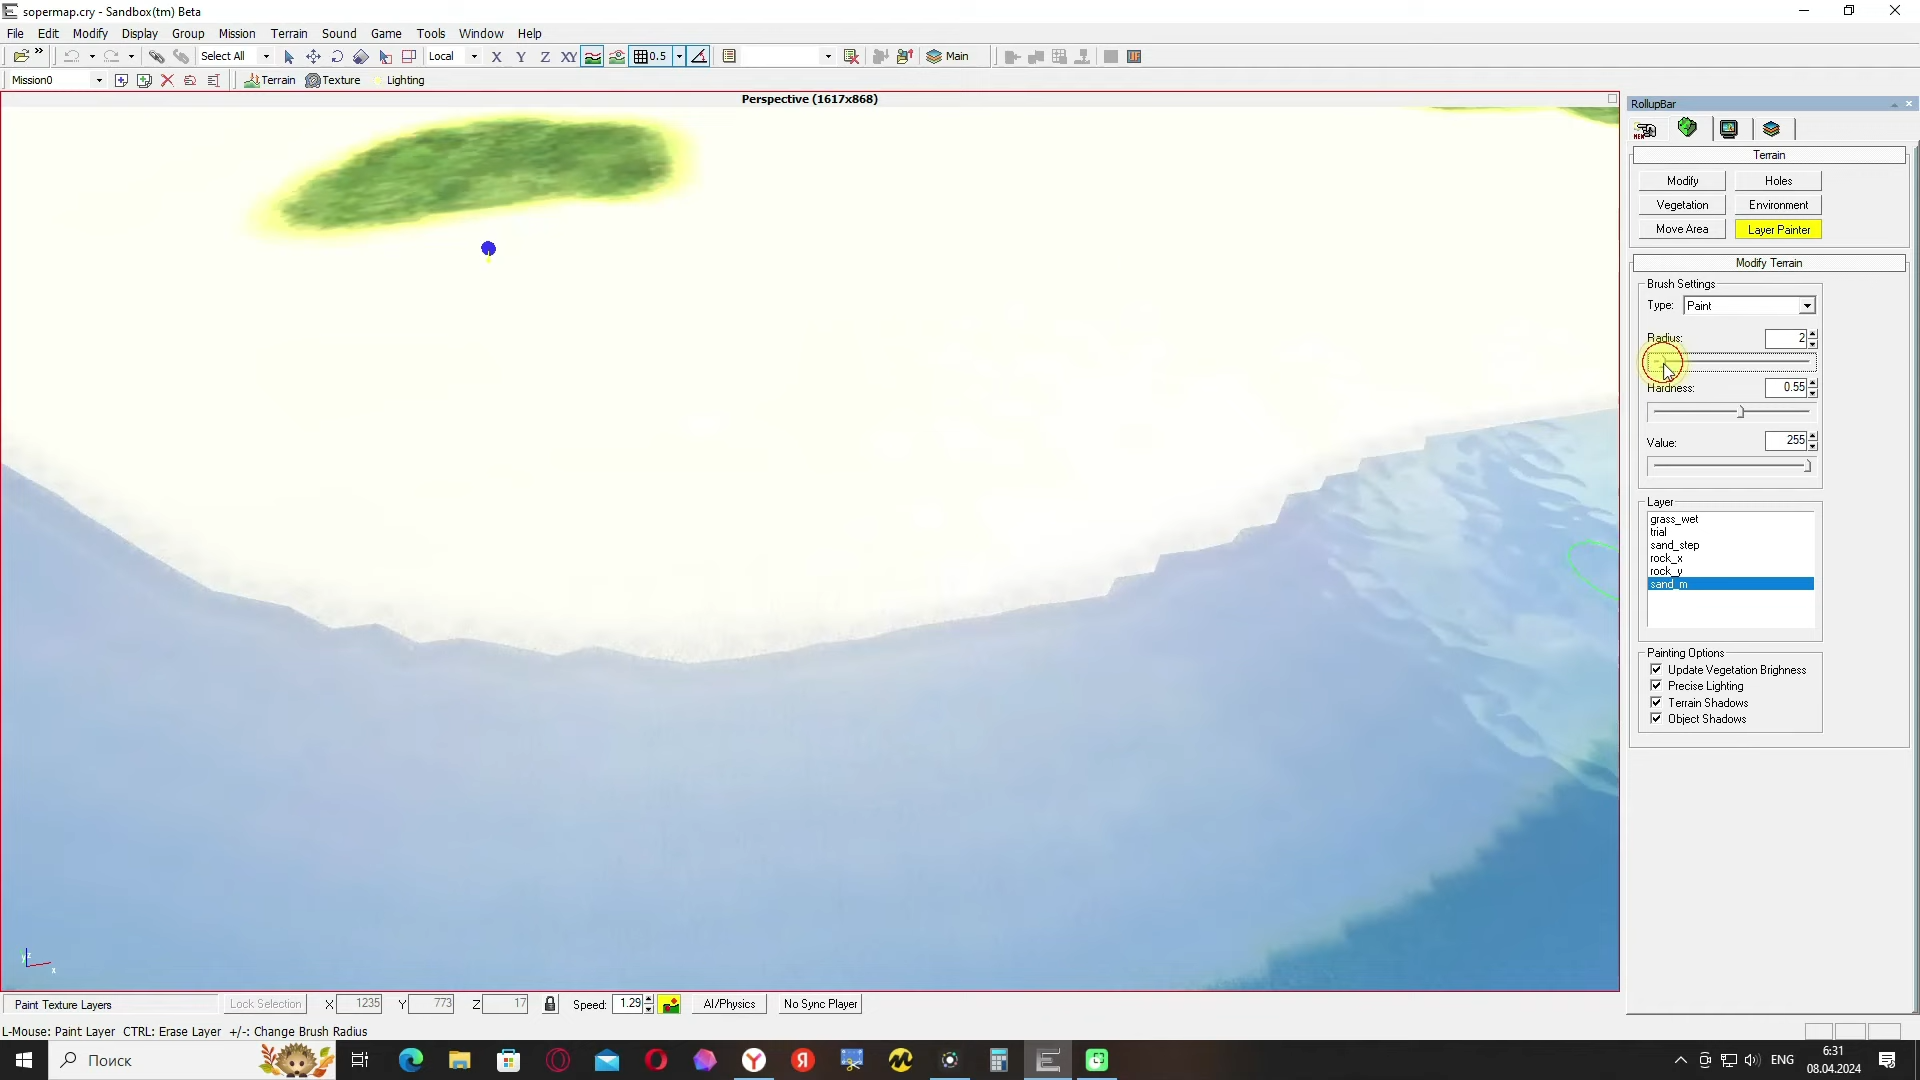 sopermap.cry - Sandbox(tm) Beta
File Edit Modify Display Group Mission Terrain Sound Game Tools Window Help
Select All Local X Y Z XY 0.5 Main
Mission0 Terrain Texture Lighting
Perspective (1617x868)
RollupBar
NEW
Terrain
Modify Holes
Vegetation Environment
Move Area Layer Painter
Modify Terrain
Brush Settings
Type: Paint
Radius: 2
Hardness: 0.55
Value: 255
Layer
grass_wet
trial
sand_step
rock_x
rock_y
sand_m
Painting Options
Update Vegetation Brighness
Precise Lighting
Terrain Shadows
Object Shadows
y z
x
Paint Texture Layers Lock Selection X 1235 Y 773 Z 17 Speed: 1.29 AI/Physics No Sync Player
L-Mouse: Paint Layer CTRL: Erase Layer +/-: Change Brush Radius
Поиск ENG 6:31
08.04.2024